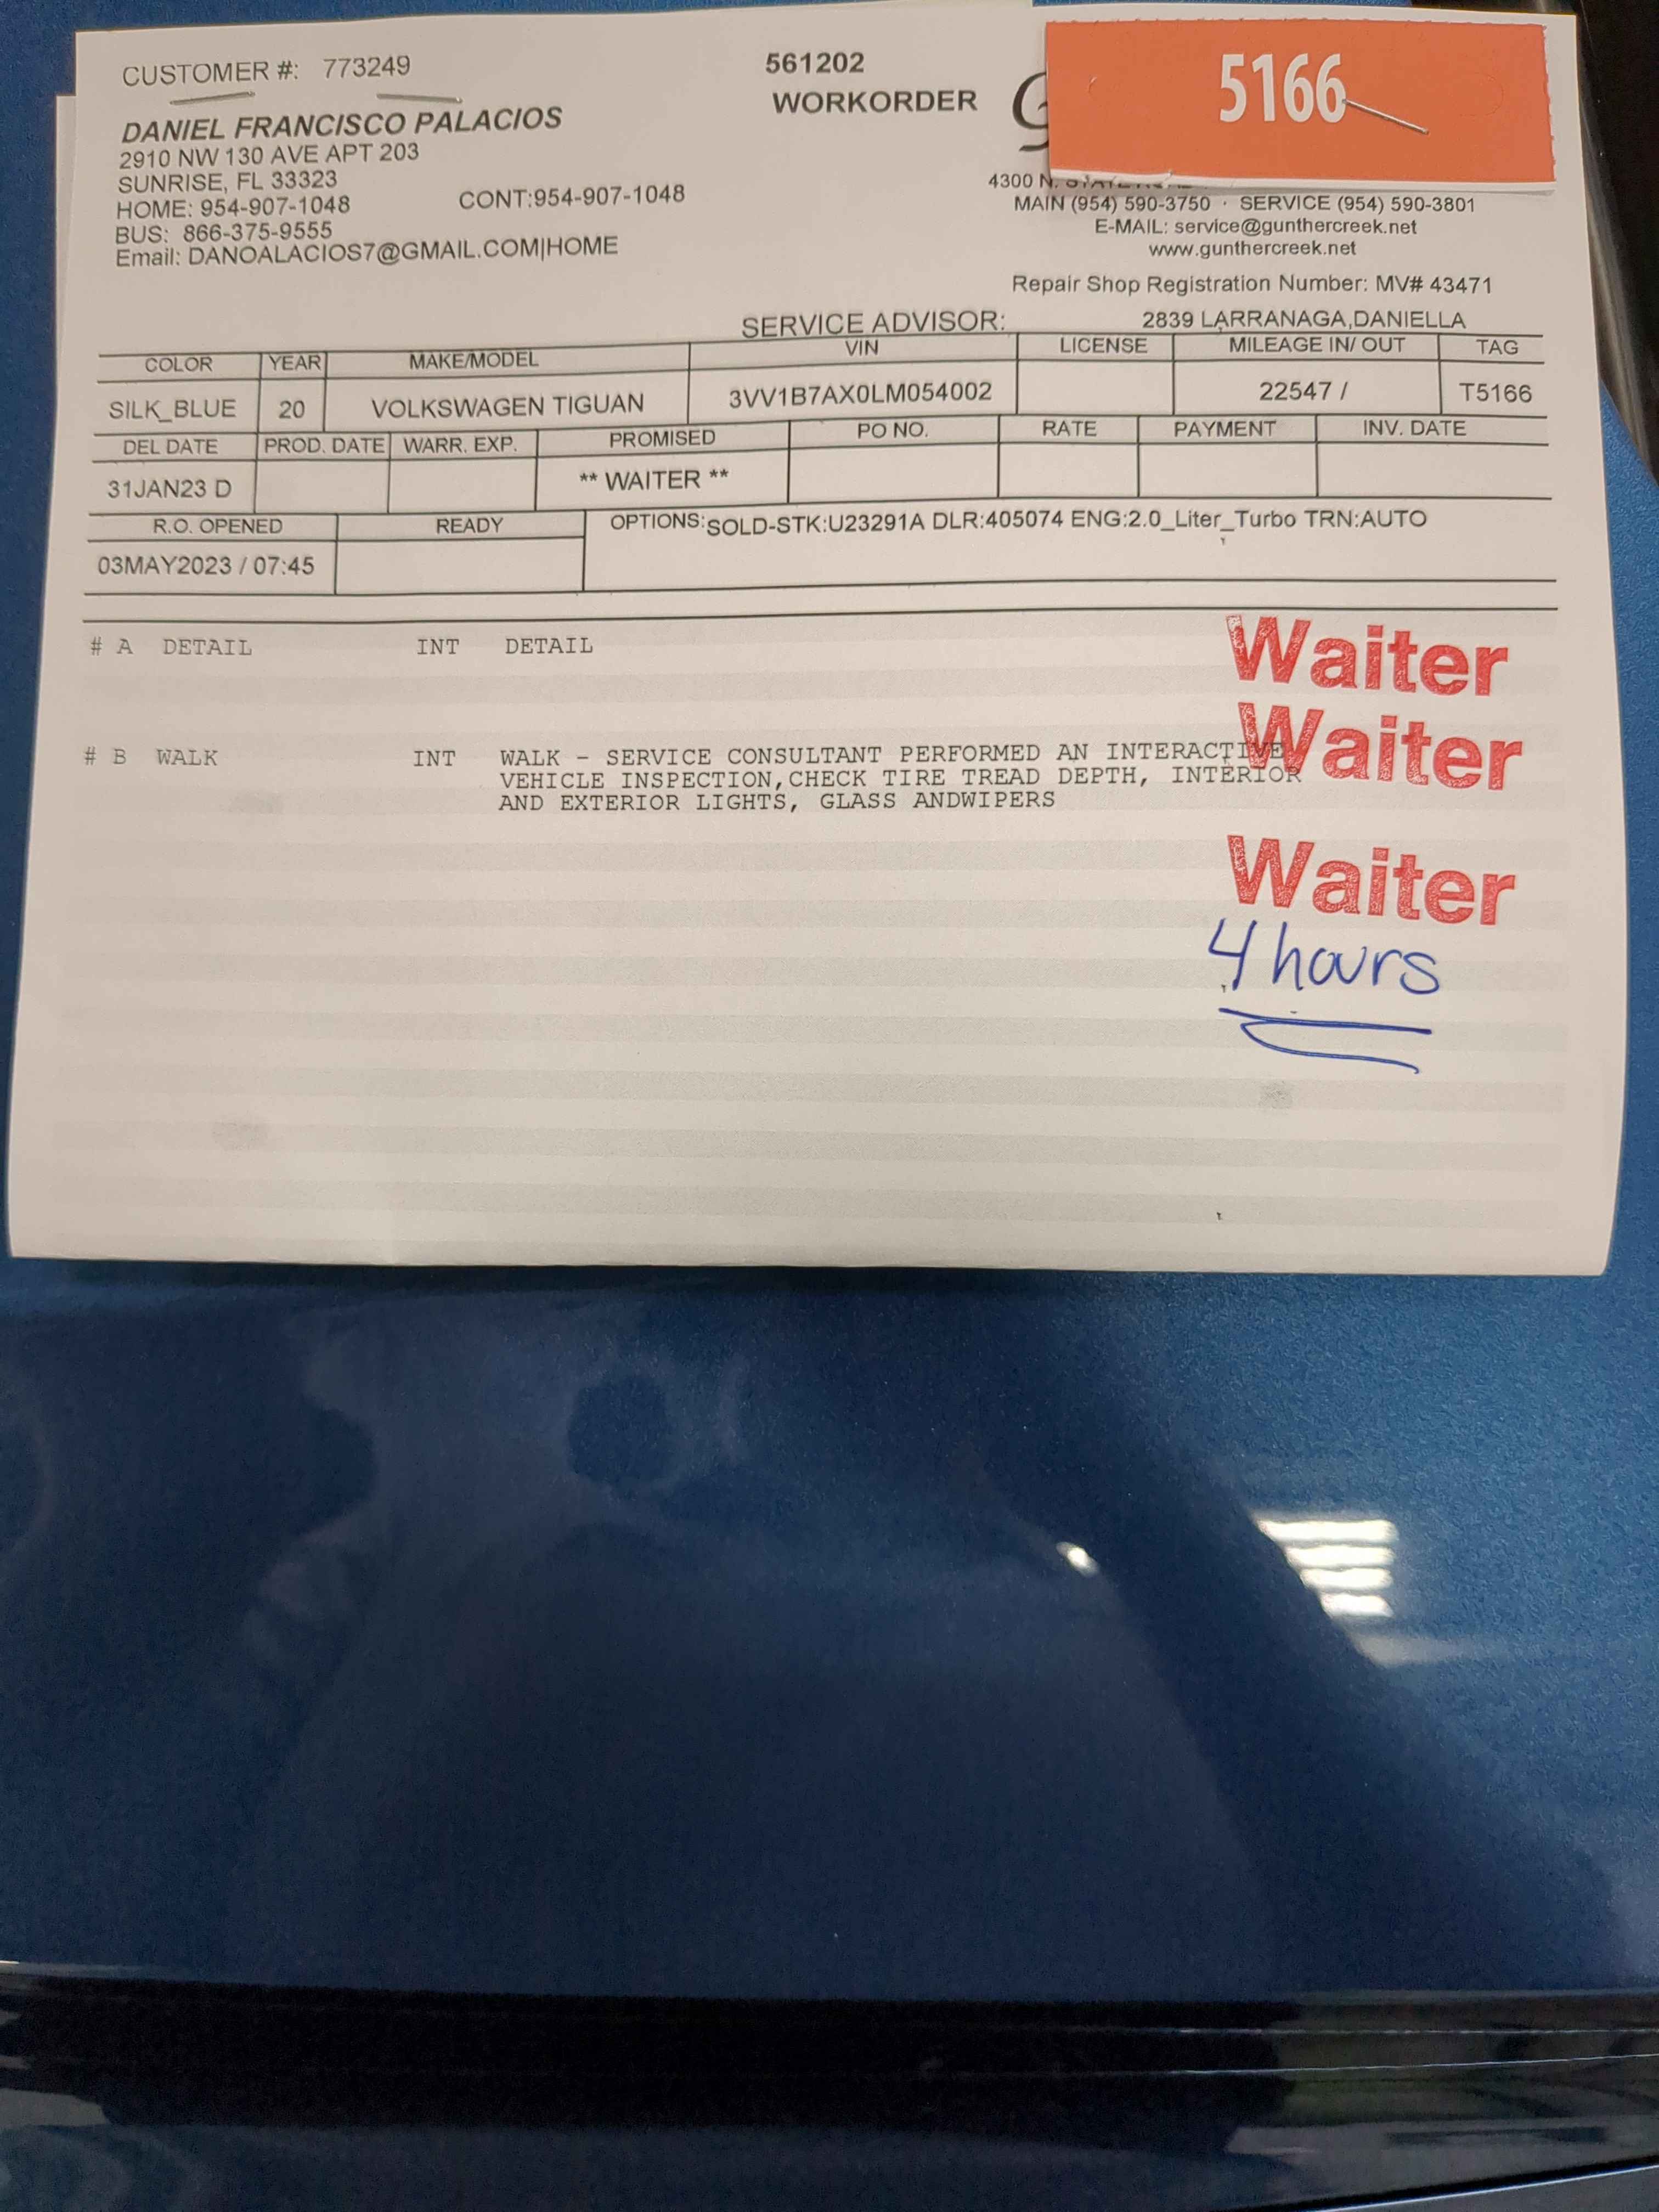 CUSTOMER #: 773249
561202
WORKORDER
5166
DANIEL FRANCISCO PALACIOS
2910 NW 130 AVE APT 203
SUNRISE, FL 33323
HOME: 954-907-1048 CONT:954-907-1048
BUS: 866-375-9555
Email: DANOALACIOS7@GMAIL.COM|HOME
4300 N.
MAIN (954) 590-3750 · SERVICE (954) 590-3801
E-MAIL: service@gunthercreek.net
www.gunthercreek.net
Repair Shop Registration Number: MV# 43471
SERVICE ADVISOR: 2839 LARRANAGA,DANIELLA
COLOR YEAR MAKE/MODEL VIN LICENSE MILEAGE IN/ OUT TAG
SILK_BLUE 20 VOLKSWAGEN TIGUAN 3VV1B7AX0LM054002 22547 / T5166
DEL DATE PROD. DATE WARR. EXP. PROMISED PO NO. RATE PAYMENT INV. DATE
31JAN23 D ** WAITER **
R.O. OPENED READY OPTIONS: SOLD-STK:U23291A DLR:405074 ENG:2.0_Liter_Turbo TRN:AUTO
03MAY2023 / 07:45
# A DETAIL INT DETAIL
Waiter
# B WALK INT WALK - SERVICE CONSULTANT PERFORMED AN INTERACTIVE
VEHICLE INSPECTION,CHECK TIRE TREAD DEPTH, INTERIOR
AND EXTERIOR LIGHTS, GLASS ANDWIPERS
Waiter
Waiter
4 hours